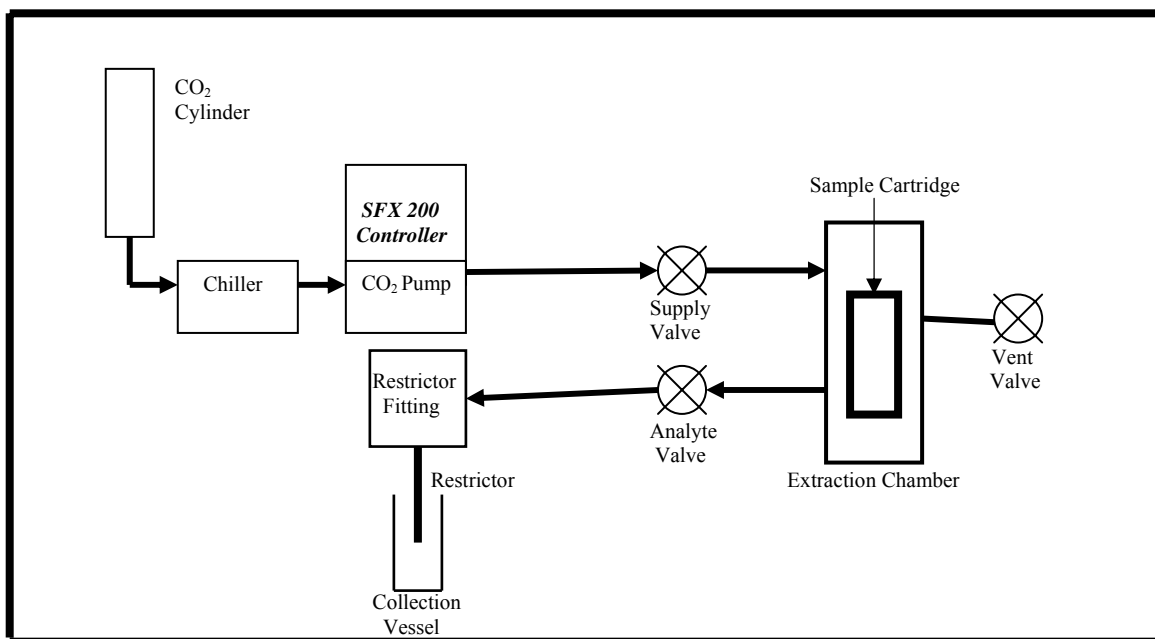 CO₂
Cylinder
SFX 200
Controller
Chiller
CO₂ Pump
Sample Cartridge
Supply
Valve
Vent
Valve
Restrictor
Fitting
Analyte
Valve
Restrictor
Extraction Chamber
Collection
Vessel